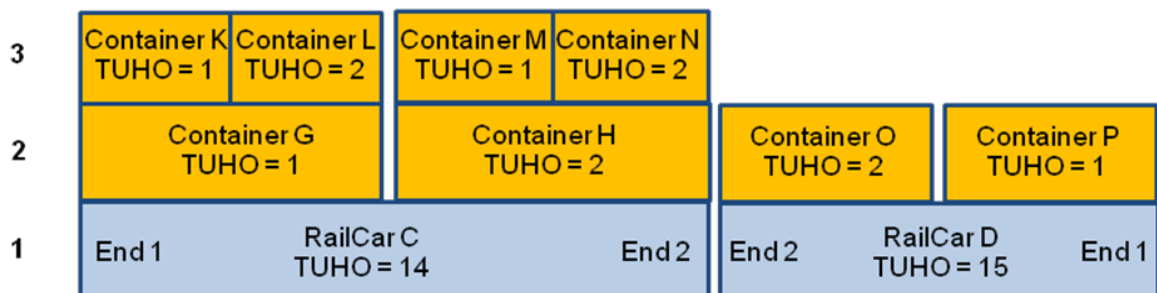 3
Container K
TUHO = 1
Container L
TUHO = 2
Container M
TUHO = 1
Container N
TUHO = 2
2
Container G
TUHO = 1
Container H
TUHO = 2
Container O
TUHO = 2
Container P
TUHO = 1
1
End 1
RailCar C
TUHO = 14
End 2
End 2
RailCar D
TUHO = 15
End 1